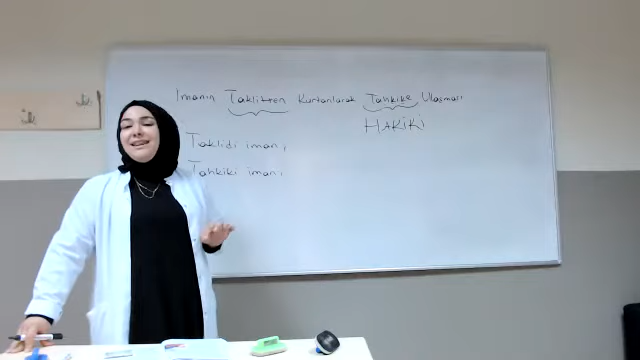 İmanın Taklitten Kurtarılarak Tahkike Ulaşması
HAKİKİ
Taklidi iman;
Tahkiki iman;